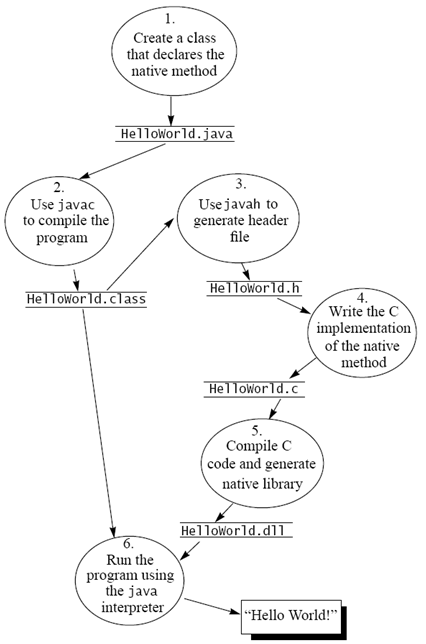 1.
Create a class
that declares the
native method
HelloWorld.java
2.
Use javac
to compile the
program
3.
Use javah to
generate header
file
HelloWorld.class
HelloWorld.h
4.
Write the C
implementation
of the native
method
HelloWorld.c
5.
Compile C
code and generate
native library
HelloWorld.dll
6.
Run the
program using
the java
interpreter
“Hello World!”